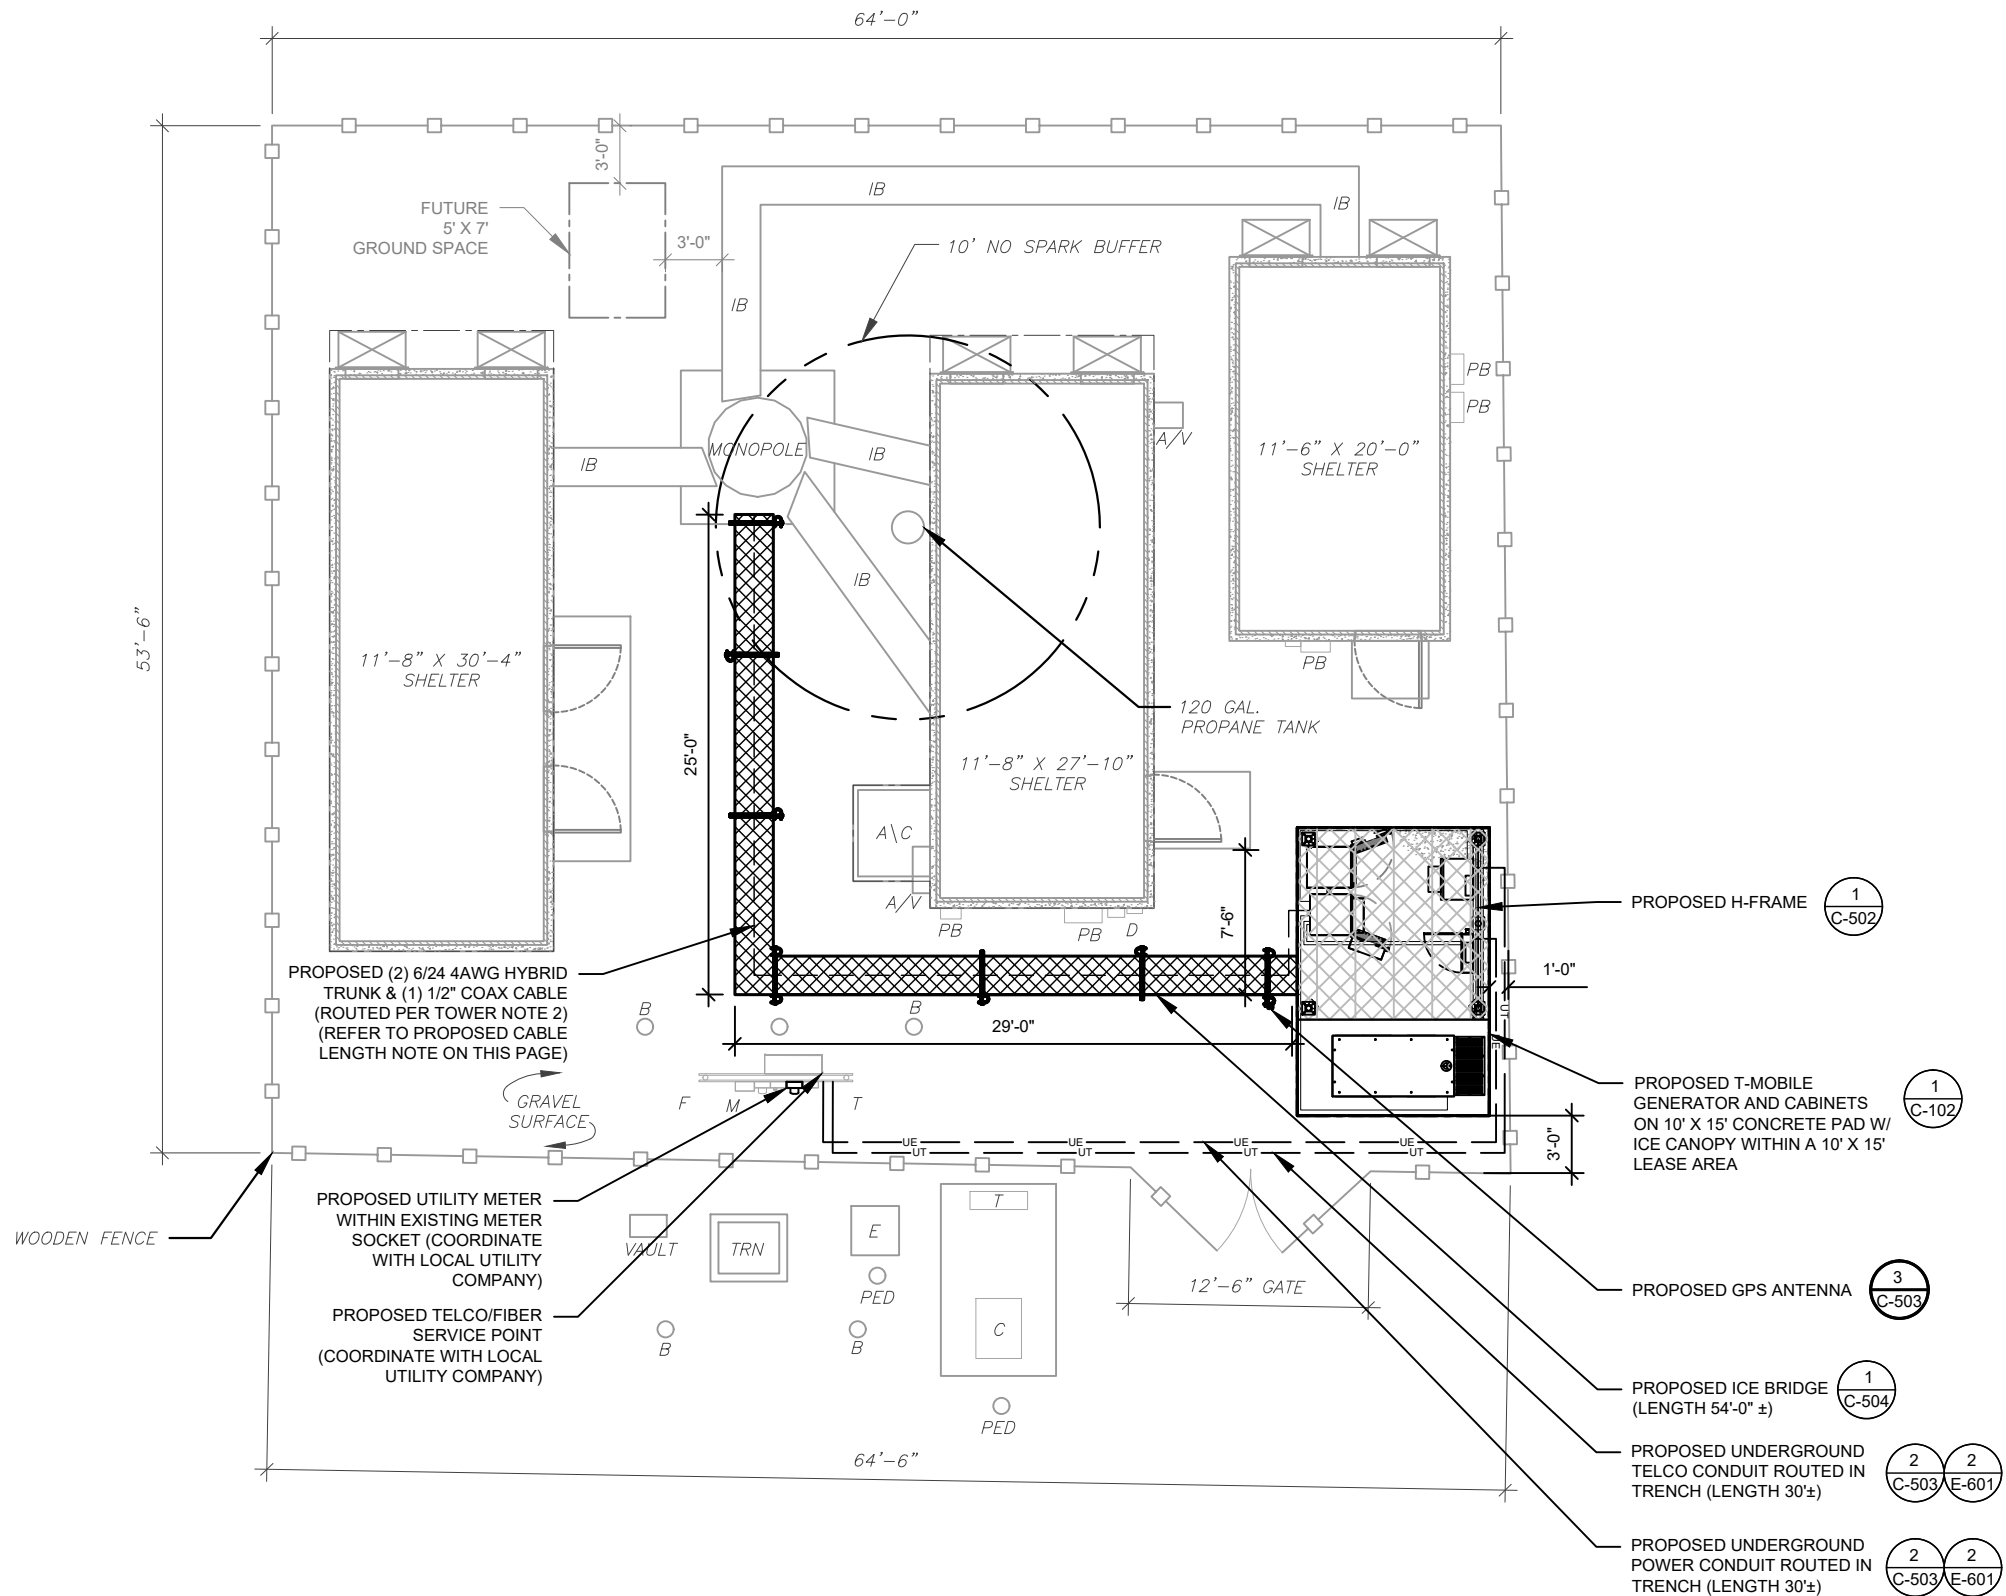 64'-0"
3'-0"
FUTURE
5' X 7'
GROUND SPACE
3'-0"
IB
IB
IB
10' NO SPARK BUFFER
53'-6"
MONOPOLE
IB
IB
IB
PB
PB
A/V
11'-6" X 20'-0"
SHELTER
PB
11'-8" X 30'-4"
SHELTER
120 GAL.
PROPANE TANK
25'-0"
11'-8" X 27'-10"
SHELTER
A\C
A/V
PB
PB
D
7'-6"
PROPOSED H-FRAME
1
C-502
1'-0"
PROPOSED (2) 6/24 4AWG HYBRID
TRUNK & (1) 1/2" COAX CABLE
(ROUTED PER TOWER NOTE 2)
(REFER TO PROPOSED CABLE
LENGTH NOTE ON THIS PAGE)
B
B
29'-0"
UT
UE
GRAVEL
SURFACE
F
M
T
PROPOSED T-MOBILE
GENERATOR AND CABINETS
ON 10' X 15' CONCRETE PAD W/
ICE CANOPY WITHIN A 10' X 15'
LEASE AREA
1
C-102
UE
UE
UE
UE
UT
UT
UT
UT
3'-0"
WOODEN FENCE
PROPOSED UTILITY METER
WITHIN EXISTING METER
SOCKET (COORDINATE
WITH LOCAL UTILITY
COMPANY)
VAULT
TRN
E
PED
T
12'-6" GATE
PROPOSED TELCO/FIBER
SERVICE POINT
(COORDINATE WITH LOCAL
UTILITY COMPANY)
B
B
C
PED
PROPOSED GPS ANTENNA
3
C-503
PROPOSED ICE BRIDGE
(LENGTH 54'-0" ±)
1
C-504
64'-6"
PROPOSED UNDERGROUND
TELCO CONDUIT ROUTED IN
TRENCH (LENGTH 30'±)
2
C-503
2
E-601
PROPOSED UNDERGROUND
POWER CONDUIT ROUTED IN
TRENCH (LENGTH 30'±)
2
C-503
2
E-601